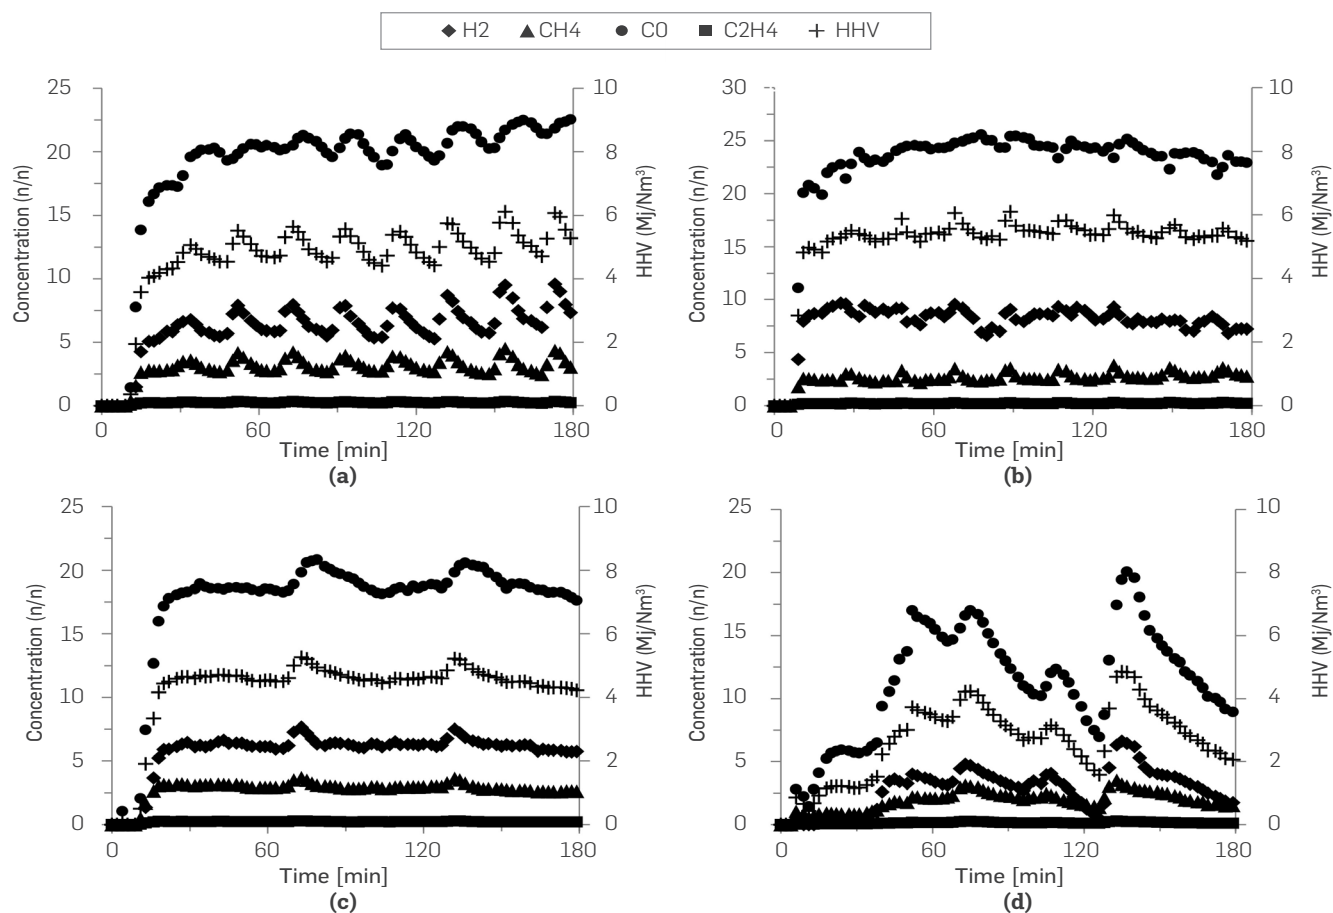 H2 CH4 CO C2H4 HHV
25 10 30 10
20 8 25 8
15 6 20 6
10 4 15 4
5 2 10 2
0 0 5 0
0
Concentration (n/n) HHV (Mj/Nm³) Concentration (n/n) HHV (Mj/Nm³)
0 60 120 180 0 60 120 180
Time [min] Time [min]
(a) (b)
25 10 25 10
20 8 20 8
15 6 15 6
10 4 10 4
5 2 5 2
0 0 0 0
Concentration (n/n) HHV (Mj/Nm³) Concentration (n/n) HHV (Mj/Nm³)
0 60 120 180 0 60 120 180
Time [min] Time [min]
(c) (d)